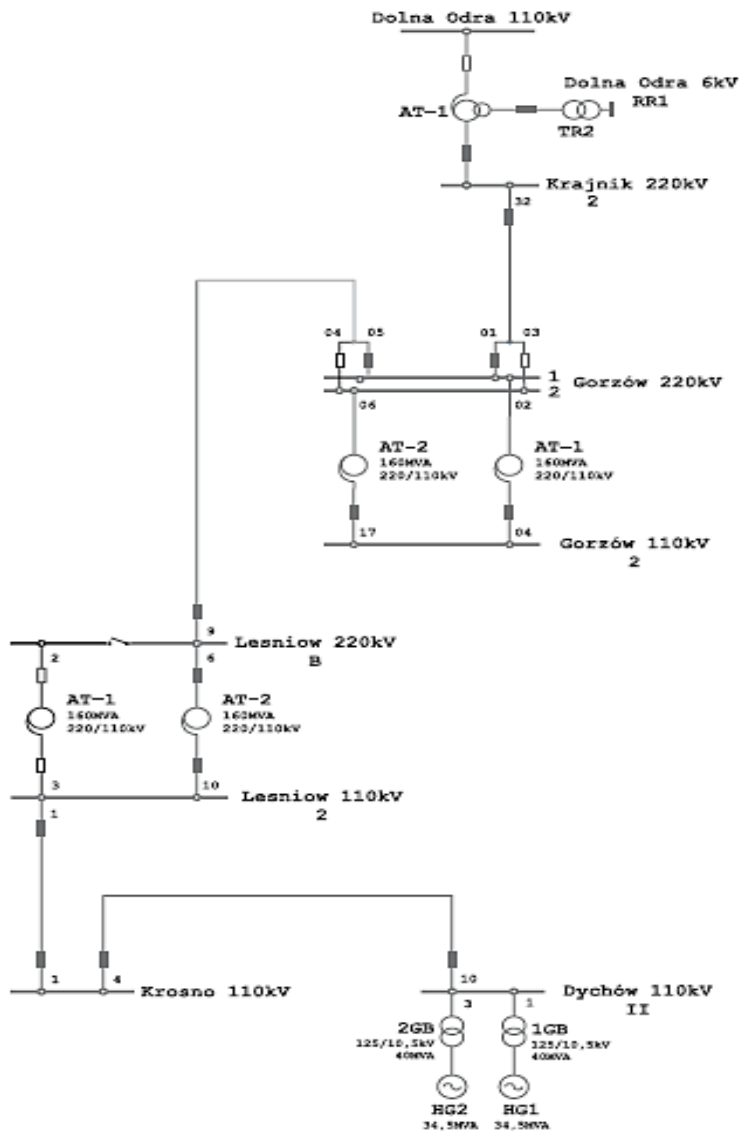 Dolna Odra 110kV
Dolna Odra 6kV
RR1
AT-1
TR2
Krajnik 220kV
2
32
04 05 01 03
1
2
Gorzów 220kV
06 02
AT-2
160MVA
220/110kV
AT-1
160MVA
220/110kV
17 04
Gorzów 110kV
2
9
Lesniow 220kV
B
2 6
AT-1
160MVA
220/110kV
AT-2
160MVA
220/110kV
3 10
Lesniow 110kV
2
1
1 4
Krosno 110kV
10
Dychów 110kV
II
3 1
2GB
125/10,5kV
40MVA
1GB
125/10,5kV
40MVA
HG2
34,5MVA
HG1
34,5MVA